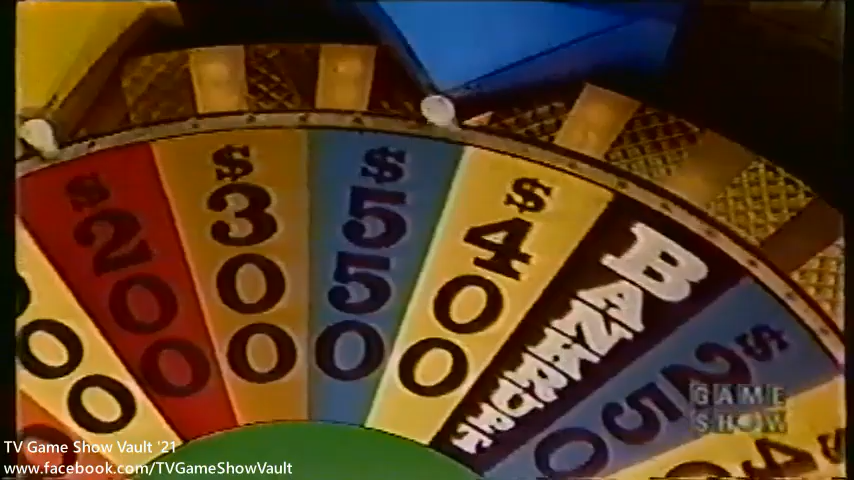 $200
$300
$550
$400
BANKRUPT
$250
GAME
SHOW
TV Game Show Vault '21
www.facebook.com/TVGameShowVault